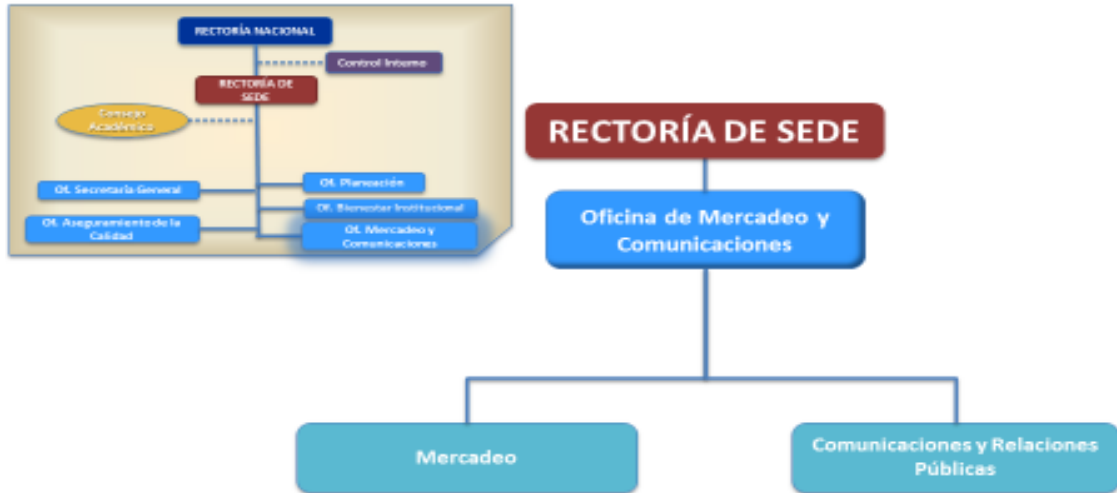 RECTORÍA NACIONAL
Control Interno
RECTORÍA DE
SEDE
Consejo
Académico
Of. Secretaría General
Of. Planeación
Of. Bienestar Institucional
Of. Aseguramiento de la
Calidad
Of. Mercadeo y
Comunicaciones
RECTORÍA DE SEDE
Oficina de Mercadeo y
Comunicaciones
Mercadeo
Comunicaciones y Relaciones
Públicas